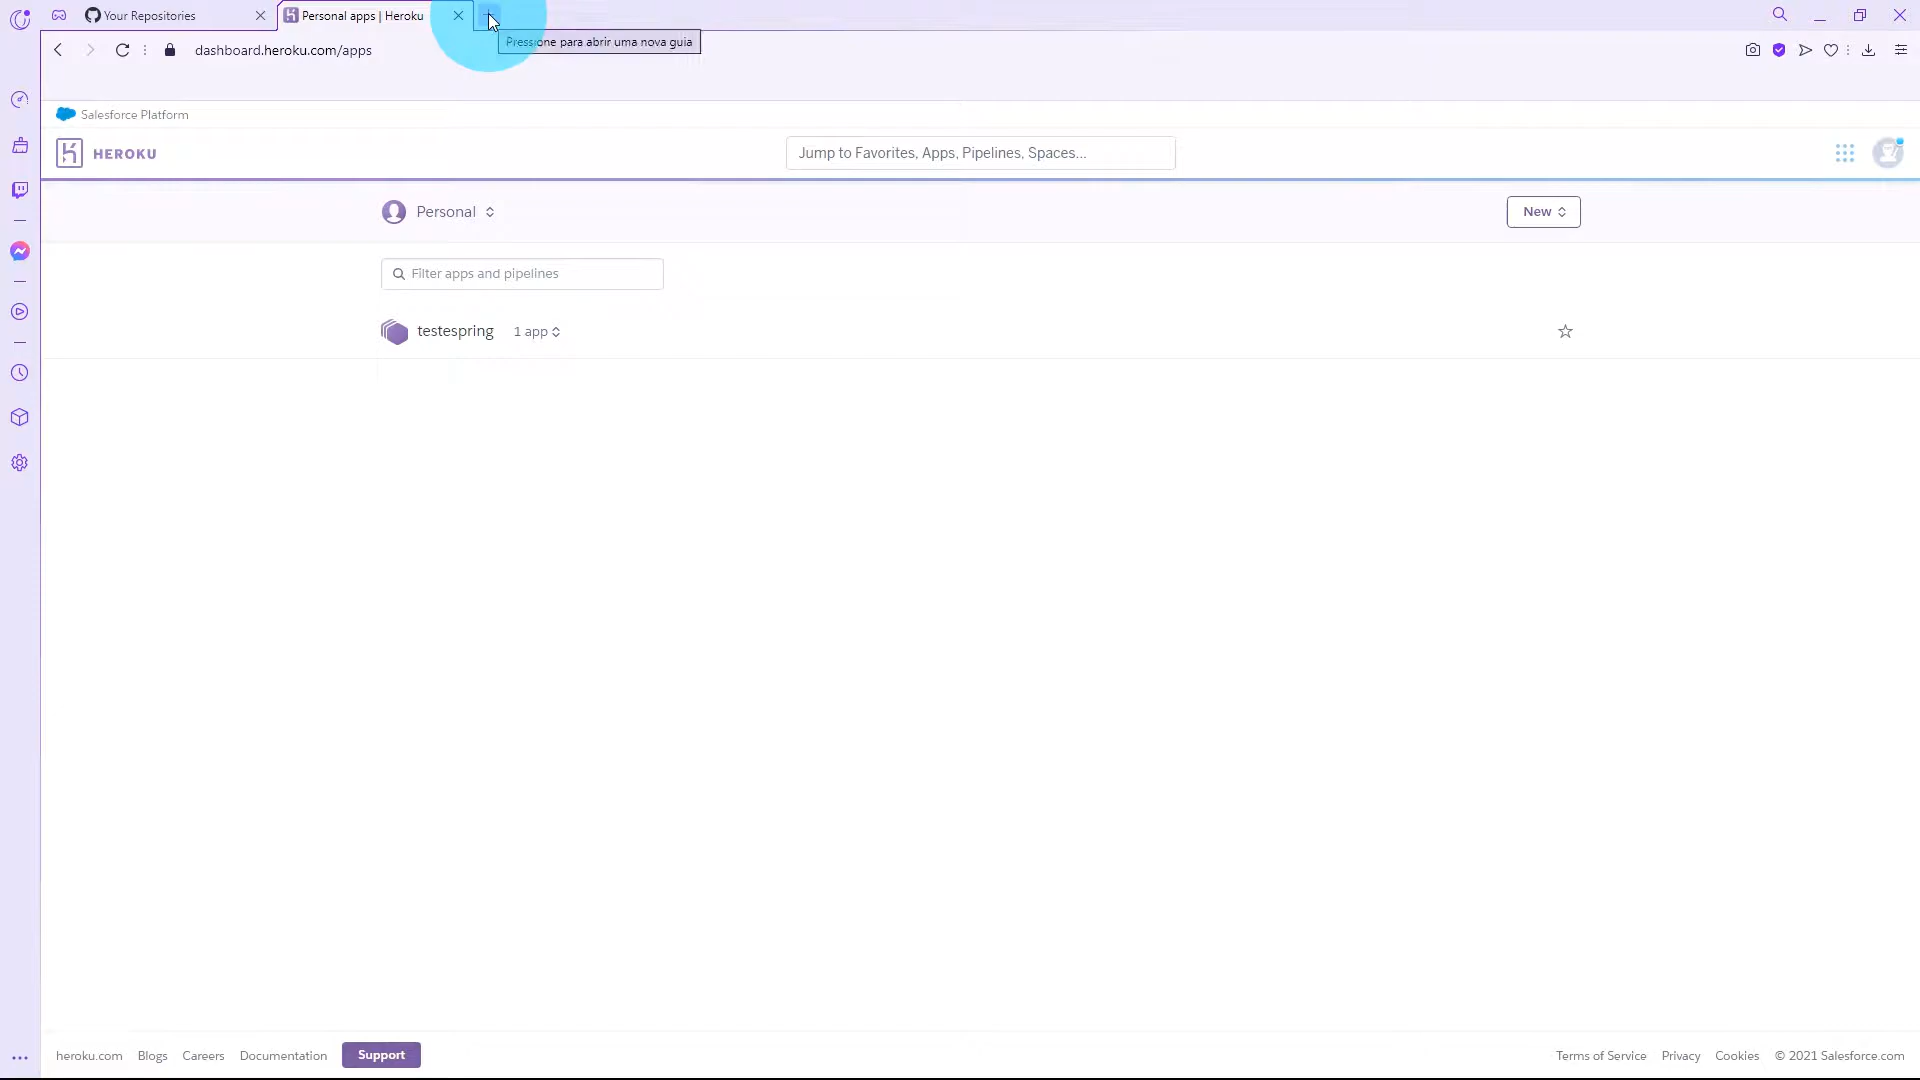 Your Repositories
Personal apps | Heroku
Pressione para abrir uma nova guia
dashboard.heroku.com/apps
Salesforce Platform
HEROKU
Jump to Favorites, Apps, Pipelines, Spaces...
Personal
New
Filter apps and pipelines
testespring 1 app
heroku.com Blogs Careers Documentation Support Terms of Service Privacy Cookies © 2021 Salesforce.com